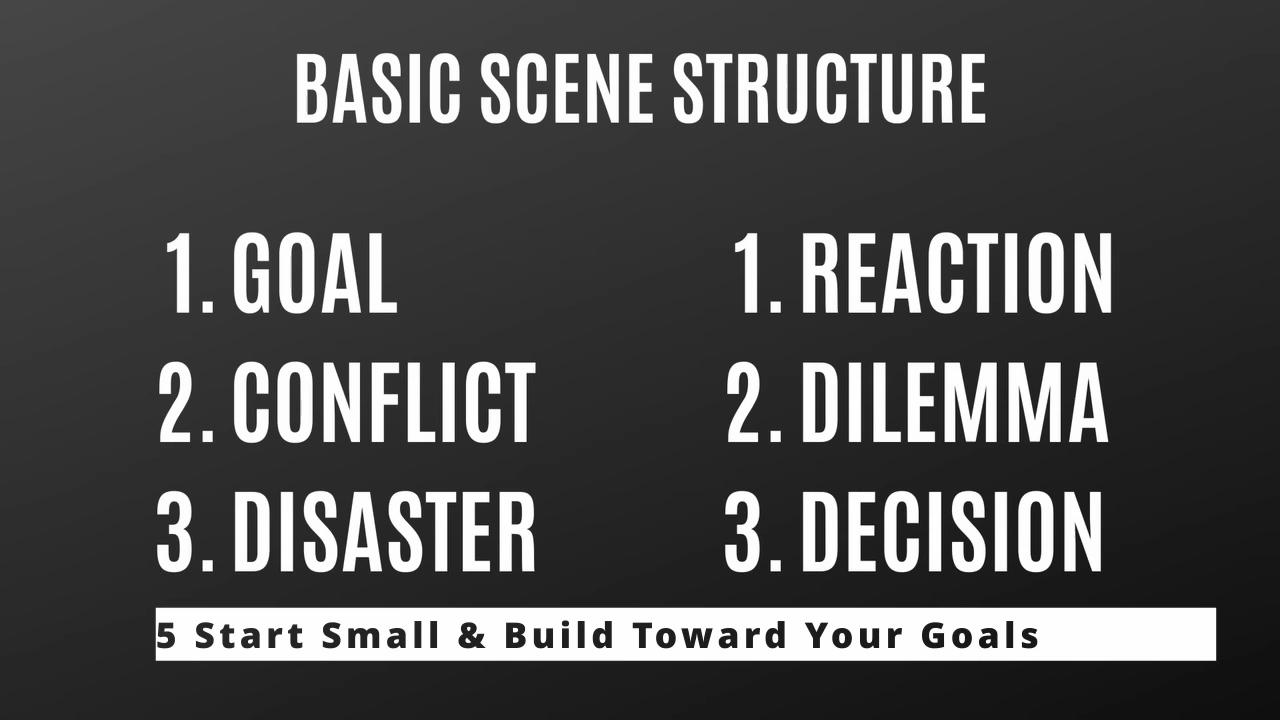 BASIC SCENE STRUCTURE
1. GOAL
2. CONFLICT
3. DISASTER
1. REACTION
2. DILEMMA
3. DECISION
5 Start Small & Build Toward Your Goals